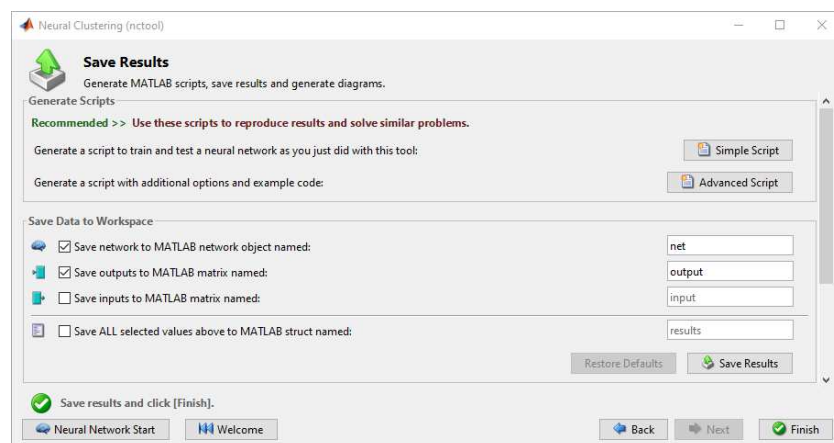 Neural Clustering (nctool)
Save Results
Generate MATLAB scripts, save results and generate diagrams.
Generate Scripts
Recommended >> Use these scripts to reproduce results and solve similar problems.
Generate a script to train and test a neural network as you just did with this tool:
Simple Script
Generate a script with additional options and example code:
Advanced Script
Save Data to Workspace
Save network to MATLAB network object named:
net
Save outputs to MATLAB matrix named:
output
Save inputs to MATLAB matrix named:
input
Save ALL selected values above to MATLAB struct named:
results
Restore Defaults
Save Results
Save results and click [Finish].
Neural Network Start
Welcome
Back
Next
Finish